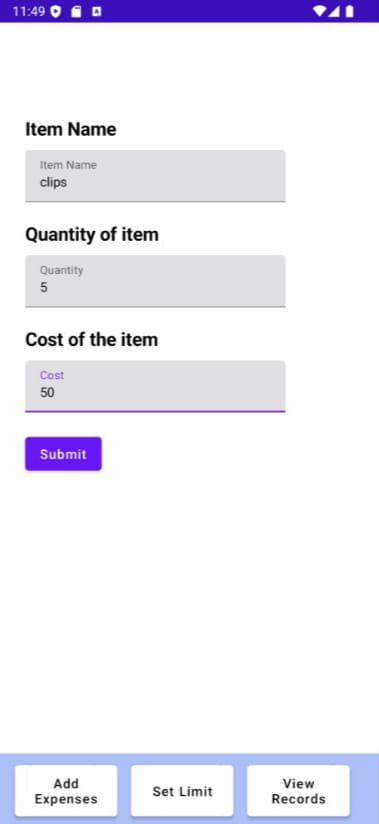 11:49
Item Name
Item Name
clips
Quantity of item
Quantity
5
Cost of the item
Cost
50
Submit
Add
Expenses
Set Limit
View
Records